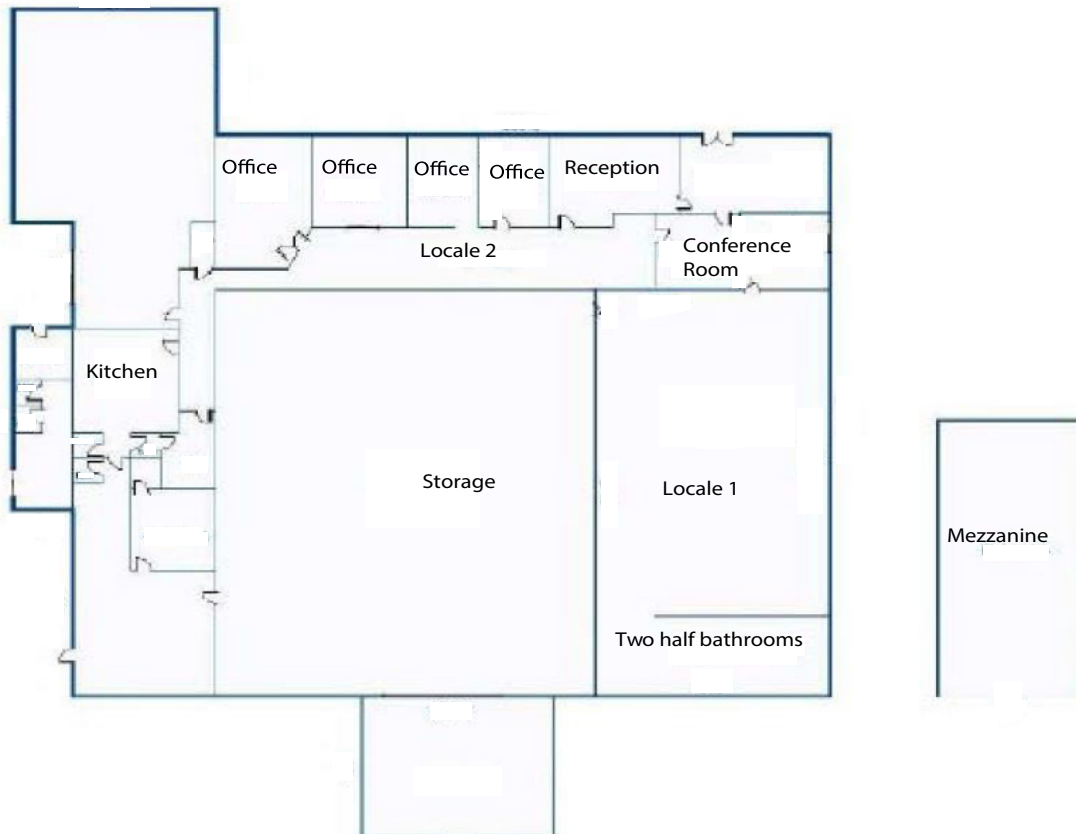 Office
Office
Office
Office
Reception
Locale 2
Conference
Room
Kitchen
Storage
Locale 1
Mezzanine
Two half bathrooms